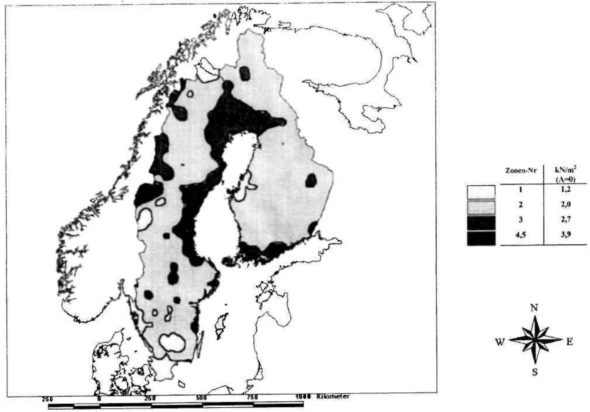 Zonen-Nr kN/m²
(A=0)
1 1,2
2 2,0
3 2,7
4,5 3,9
N
W E
S
250 0 250 500 750 1000 Kilometer